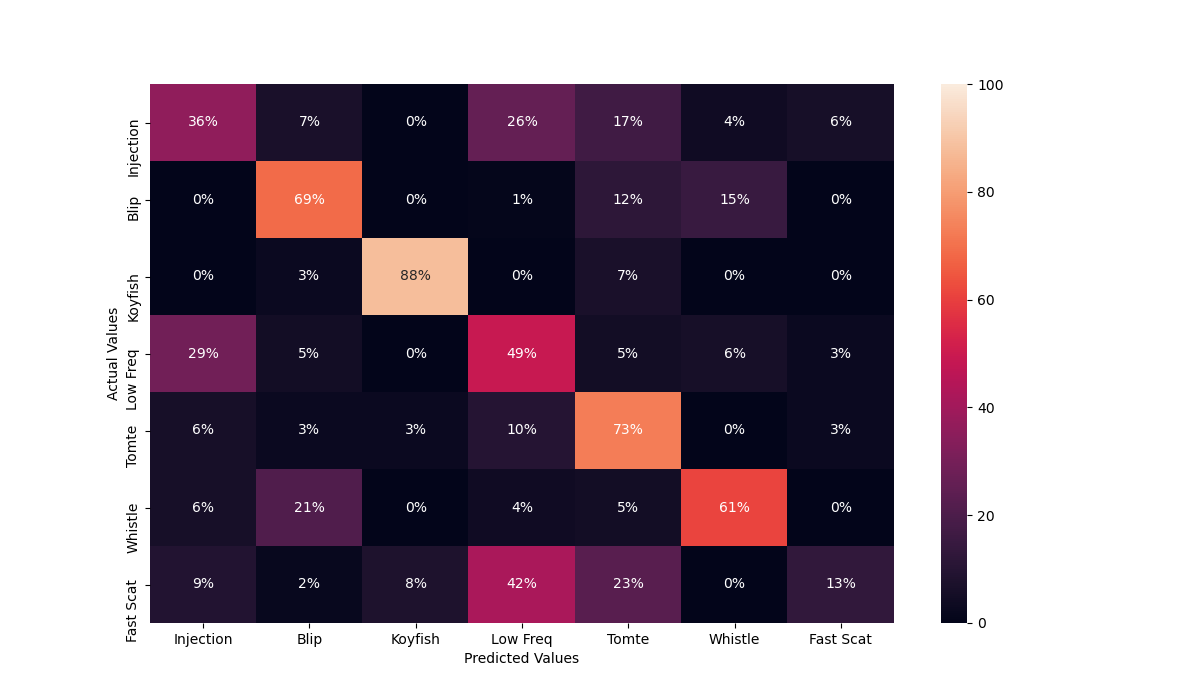 Actual Values
Injection 36% 7% 0% 26% 17% 4% 6%
Blip 0% 69% 0% 1% 12% 15% 0%
Koyfish 0% 3% 88% 0% 7% 0% 0%
Low Freq 29% 5% 0% 49% 5% 6% 3%
Tomte 6% 3% 3% 10% 73% 0% 3%
Whistle 6% 21% 0% 4% 5% 61% 0%
Fast Scat 9% 2% 8% 42% 23% 0% 13%
Injection Blip Koyfish Low Freq Tomte Whistle Fast Scat
Predicted Values
100
80
60
40
20
0